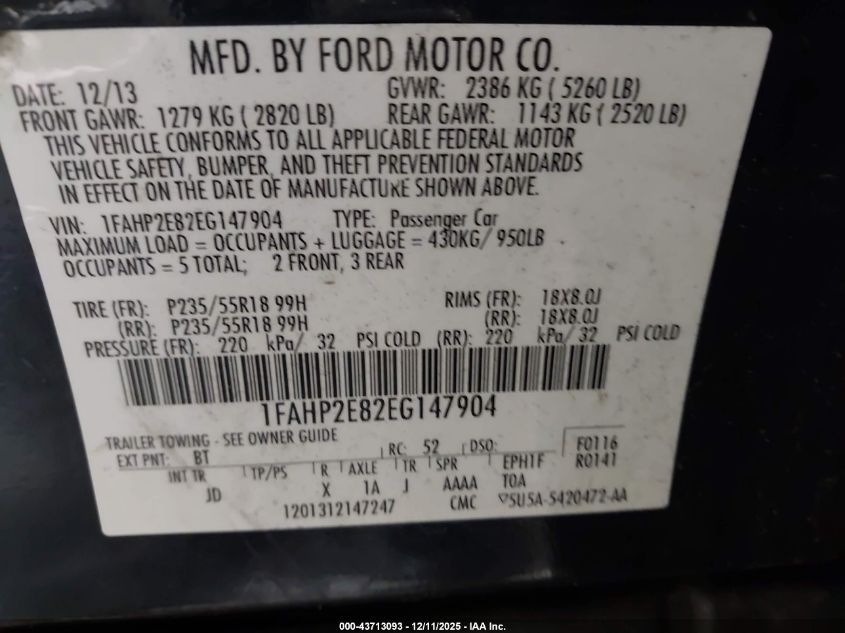 MFD. BY FORD MOTOR CO.
DATE: 12/13 GVWR: 2386 KG ( 5260 LB)
FRONT GAWR: 1279 KG ( 2820 LB) REAR GAWR: 1143 KG ( 2520 LB)
THIS VEHICLE CONFORMS TO ALL APPLICABLE FEDERAL MOTOR
VEHICLE SAFETY, BUMPER, AND THEFT PREVENTION STANDARDS
IN EFFECT ON THE DATE OF MANUFACTURE SHOWN ABOVE.
VIN: 1FAHP2E82EG147904 TYPE: Passenger Car
MAXIMUM LOAD = OCCUPANTS + LUGGAGE = 430KG/ 950LB
OCCUPANTS = 5 TOTAL; 2 FRONT, 3 REAR
TIRE (FR): P235/55R18 99H RIMS (FR): 18X8.0J
(RR): P235/55R18 99H (RR): 18X8.0J
PRESSURE (FR): 220 kPa/ 32 PSI COLD (RR): 220 kPa/ 32 PSI COLD
1FAHP2E82EG147904
TRAILER TOWING - SEE OWNER GUIDE F0116
EXT PNT: BT RC: 52 DSO: R0141
INT TR TP/PS R AXLE TR SPR EPH1F
JD X 1A J AAAA TOA
1201312147247 CMC 5U5A-5420472-AA
000-43713093 - 12/11/2025 - IAA Inc.